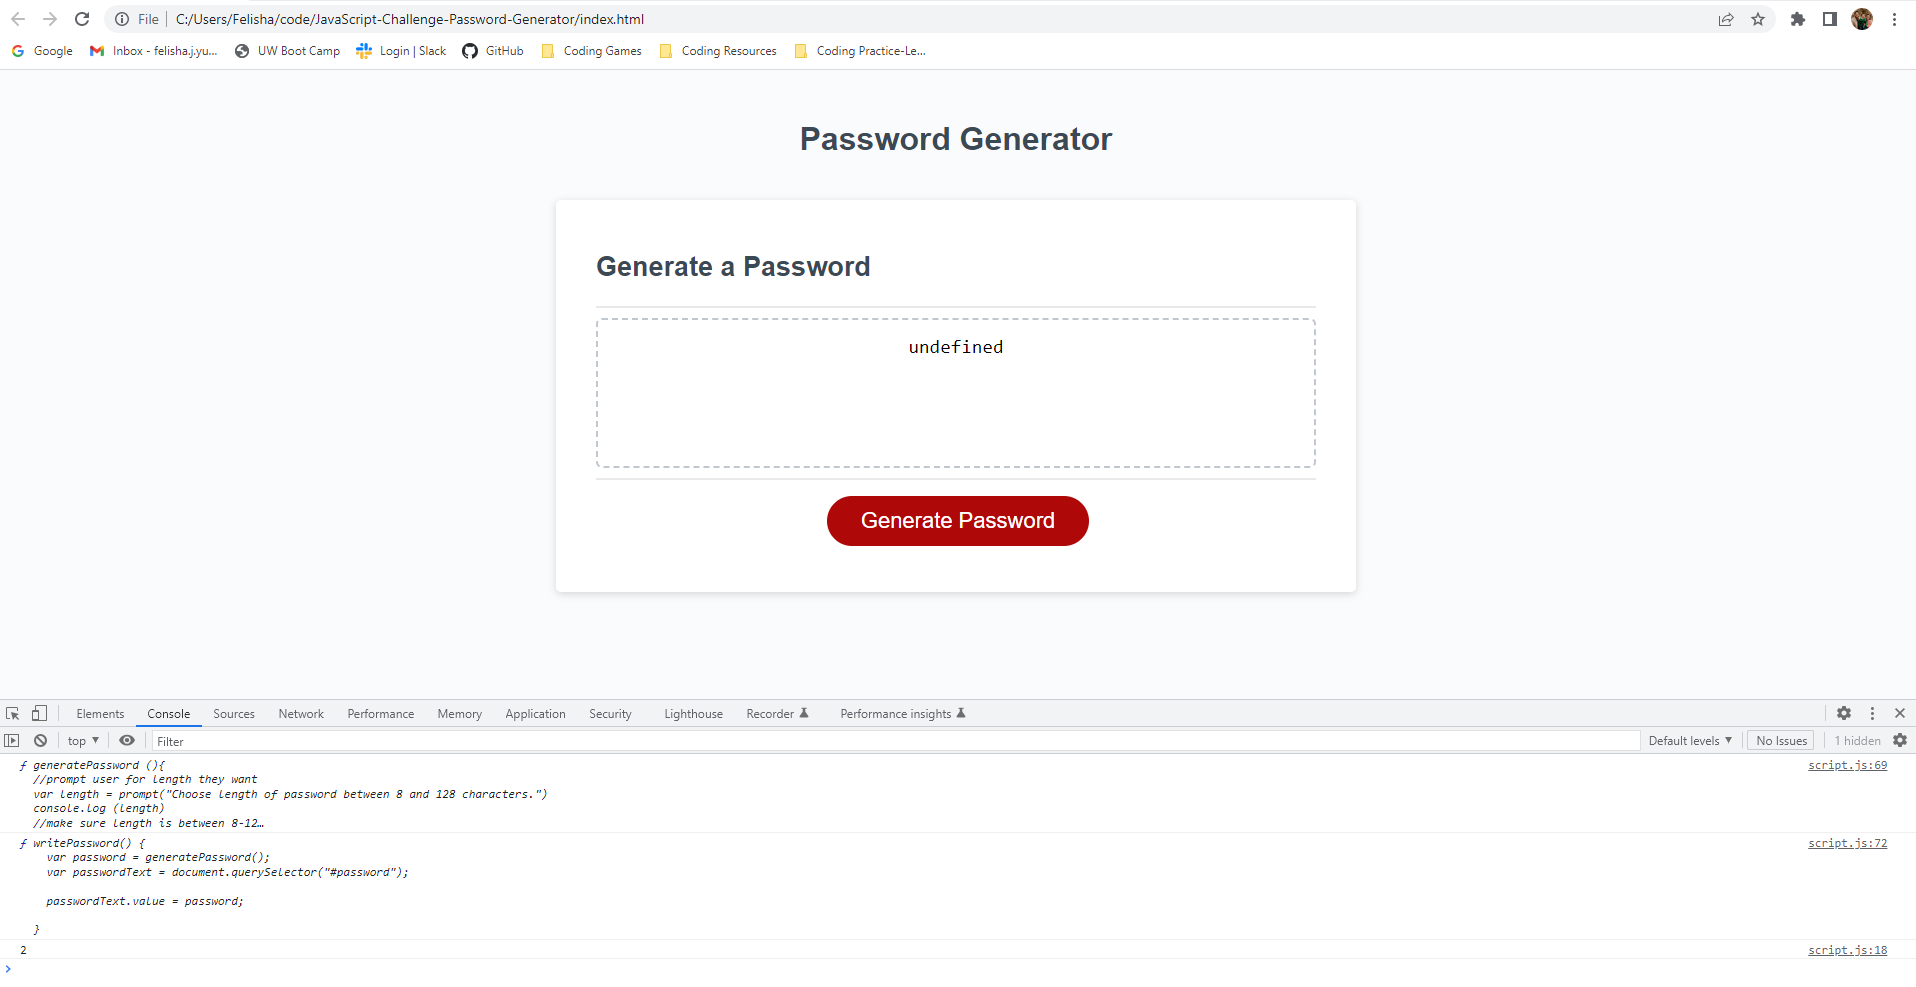 File C:/Users/Felisha/code/JavaScript-Challenge-Password-Generator/index.html
Google Inbox - felisha.j.yu... UW Boot Camp Login | Slack GitHub Coding Games Coding Resources Coding Practice-Le...
Password Generator
Generate a Password
undefined
Generate Password
Elements Console Sources Network Performance Memory Application Security Lighthouse Recorder Performance insights
top Filter Default levels No Issues 1 hidden
ƒ generatePassword (){ script.js:69
//prompt user for length they want
var length = prompt("Choose length of password between 8 and 128 characters.")
console.log (length)
//make sure length is between 8-12…
ƒ writePassword() { script.js:72
var password = generatePassword();
var passwordText = document.querySelector("#password");
passwordText.value = password;
}
2 script.js:18